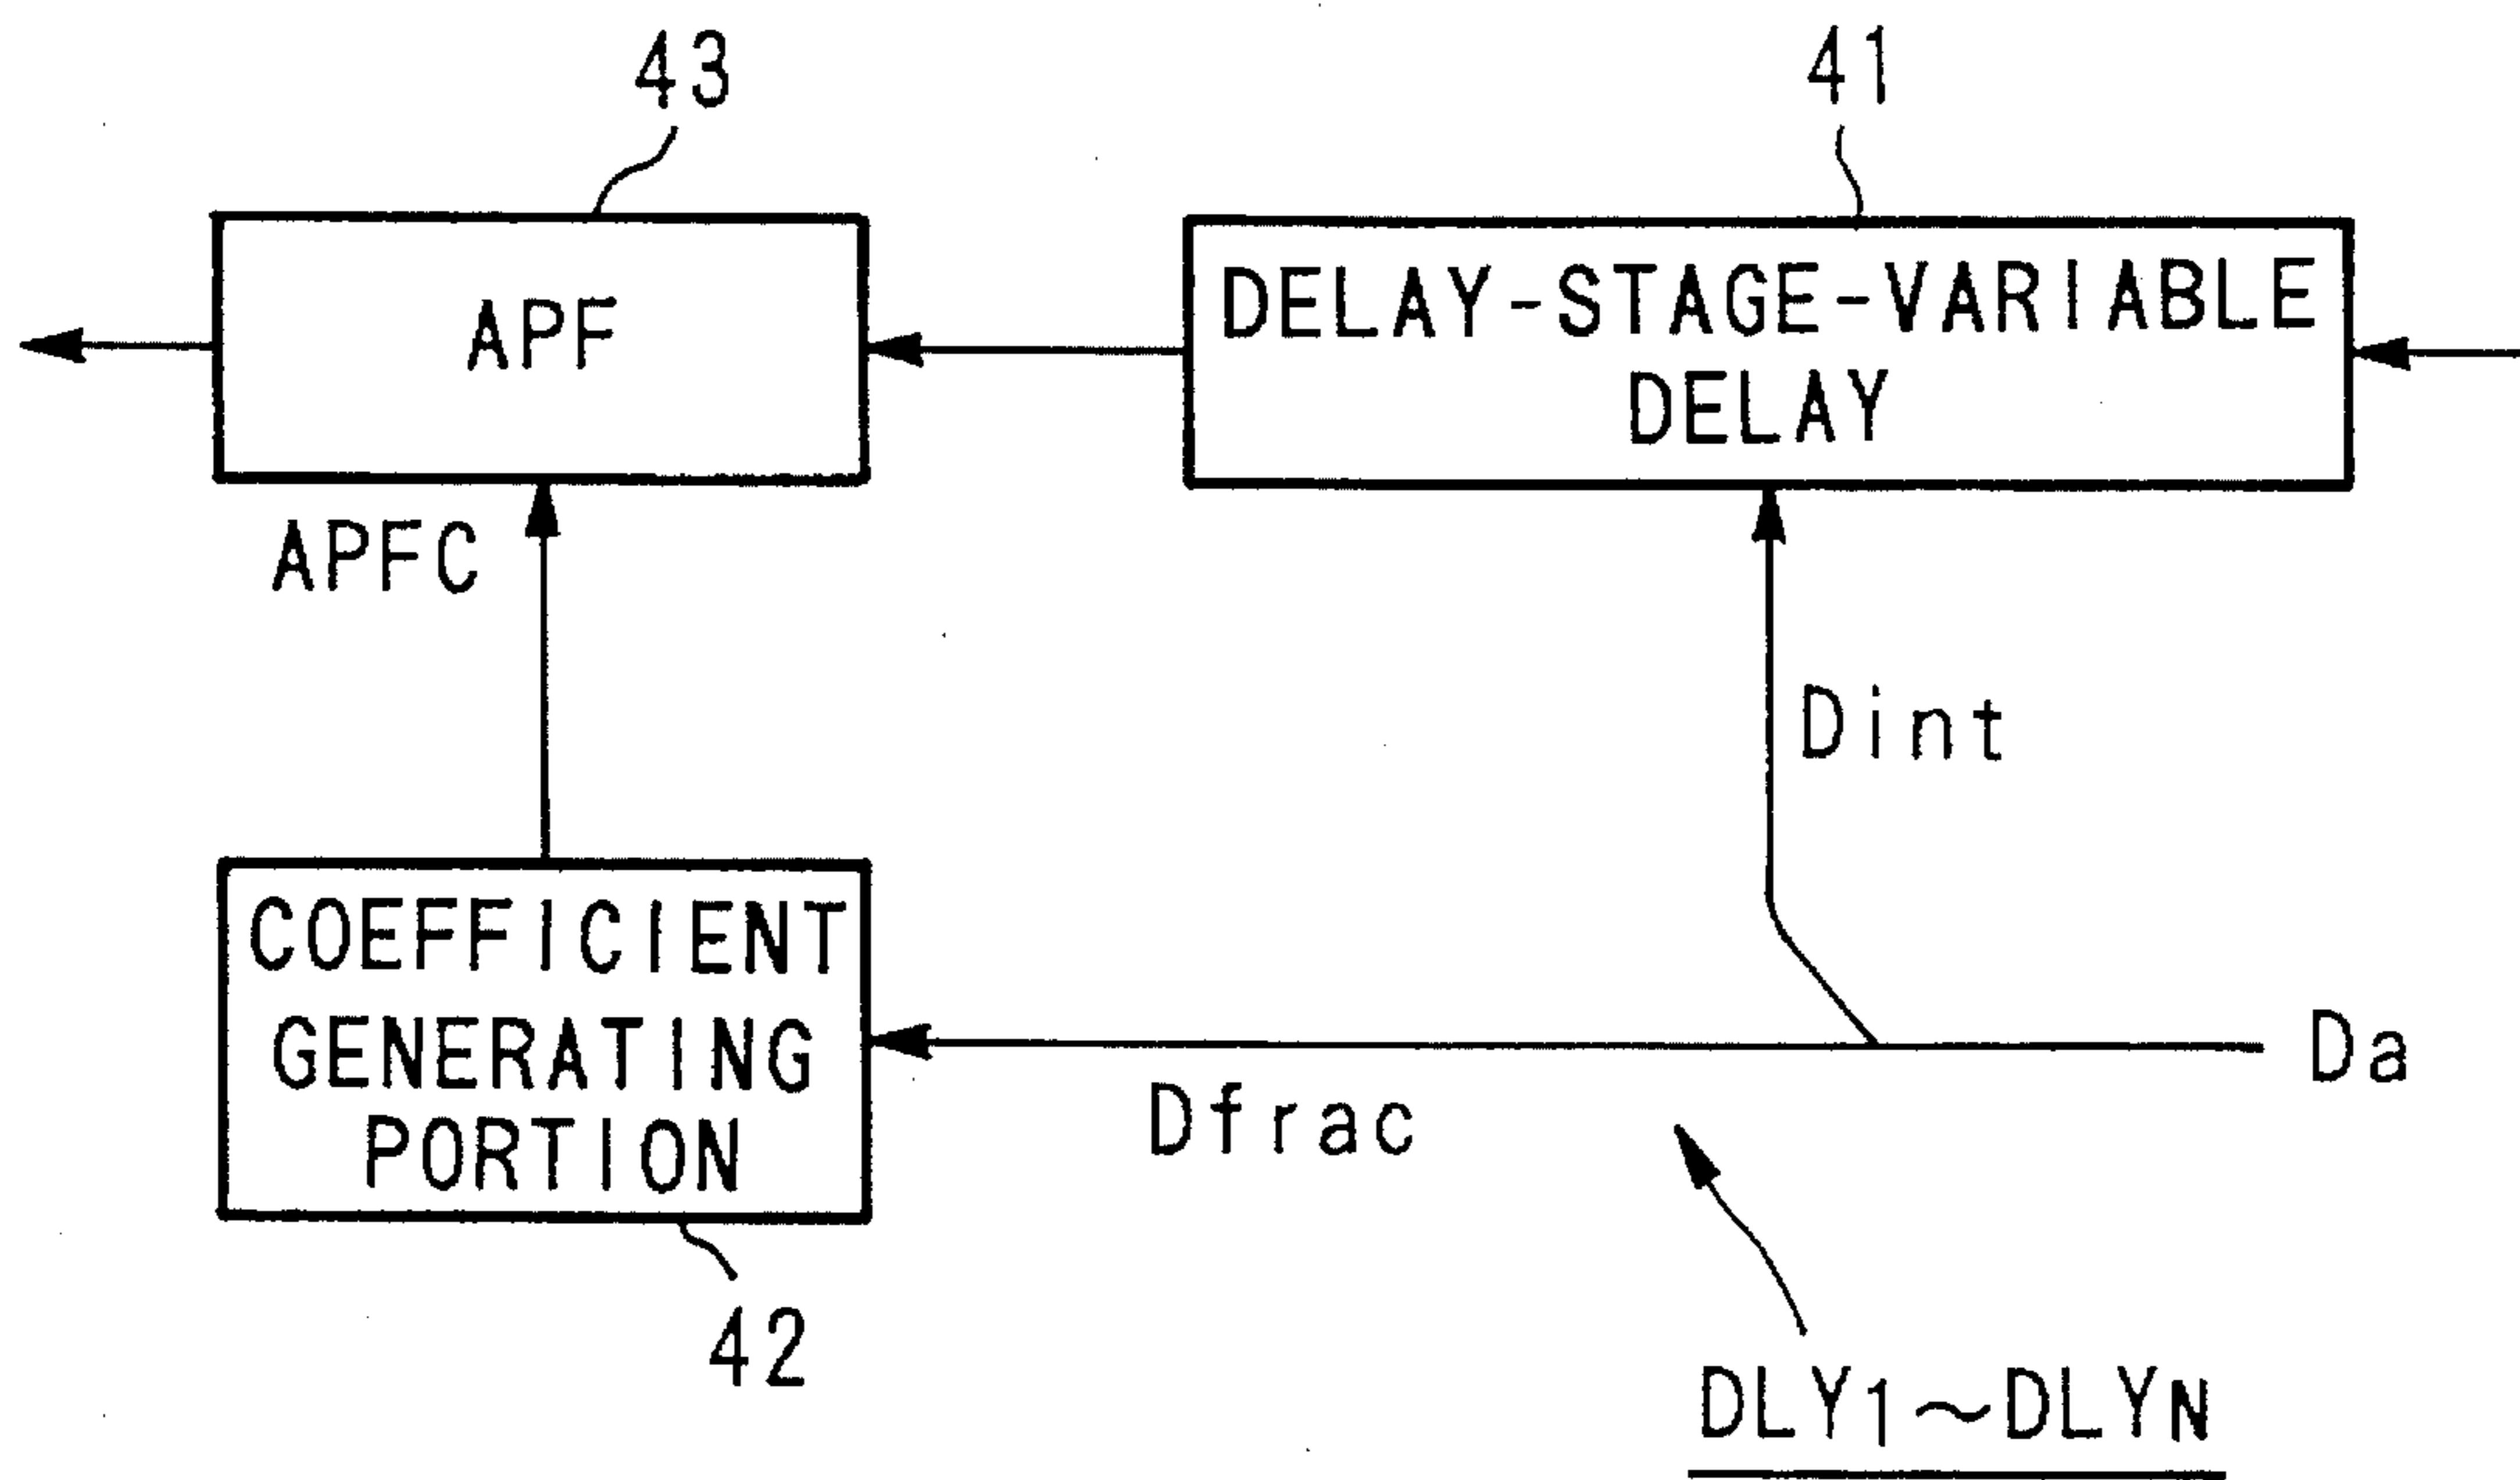 43
41
APF
DELAY-STAGE-VARIABLE
DELAY
APFC
Dint
COEFFICIENT
GENERATING
PORTION
Da
Dfrac
42
DLY1~DLYN